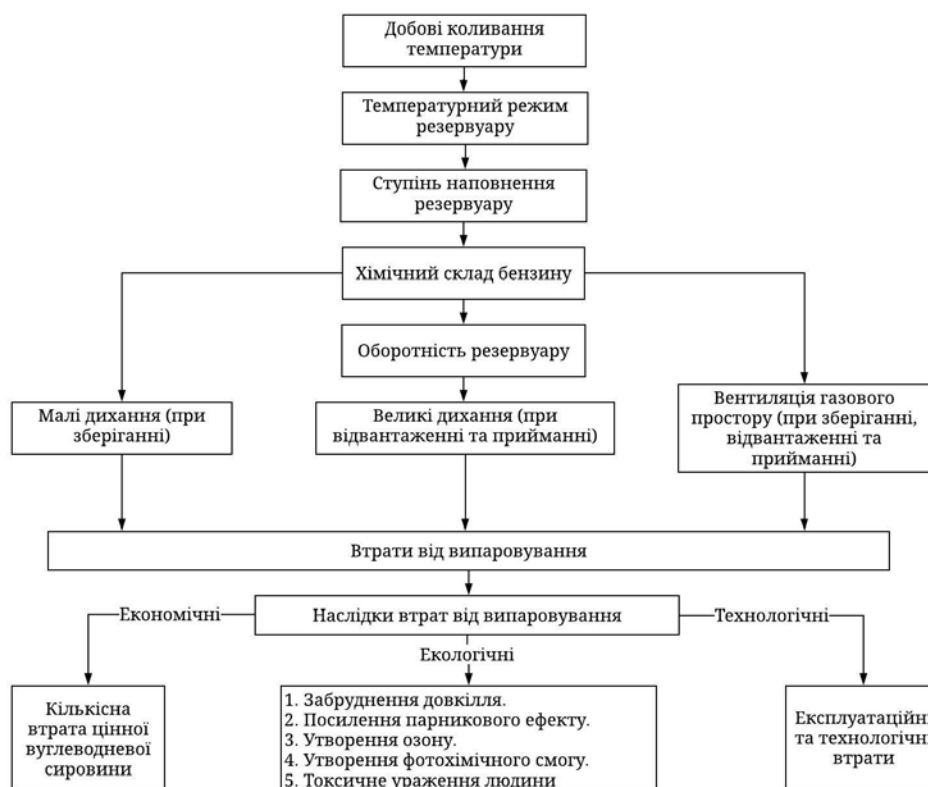 Добові коливання
температури
Температурний режим
резервуару
Ступінь наповнення
резервуару
Хімічний склад бензину
Оборотність резервуару
Малі дихання (при
зберіганні)
Великі дихання (при
відвантаженні та прийманні)
Вентиляція газового
простору (при зберіганні,
відвантаженні та
прийманні)
Втрати від випаровування
Економічні
Наслідки втрат від випаровування
Технологічні
Екологічні
Кількісна
втрата цінної
вуглеводневої
сировини
1. Забруднення довкілля.
2. Посилення парникового ефекту.
3. Утворення озону.
4. Утворення фотохімічного смогу.
5. Токсичне ураження людини
Експлуатаційні
та технологічні
втрати